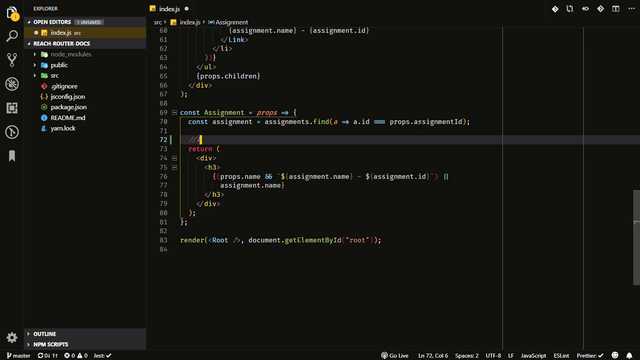 EXPLORER
index.js
OPEN EDITORS 1 UNSAVED
index.js src
REACH-ROUTER-DOCS
node_modules
public
src
.gitignore
jsconfig.json
package.json
README.md
yarn.lock
OUTLINE
NPM SCRIPTS
src index.js Assignment
60 {assignment.name} - {assignment.id}
61 </Link>
62 </li>
63 ))}
64 </ul>
65 {props.children}
66 </div>
67 );
68
69 const Assignment = props => {
70 const assignment = assignments.find(a => a.id === props.assignmentId);
71
72 ///
73 return (
74 <div>
75 <h3>
76 {(props.name && `${assignment.name} - ${assignment.id}`) ||
77 assignment.name}
78 </h3>
79 </div>
80 );
81 };
82
83 render(<Root />, document.getElementById("root"));
84
master 0↓ 1↑ 0 0 Jest: Go Live Ln 72, Col 6 Spaces: 2 UTF-8 LF JavaScript ESLint Prettier: